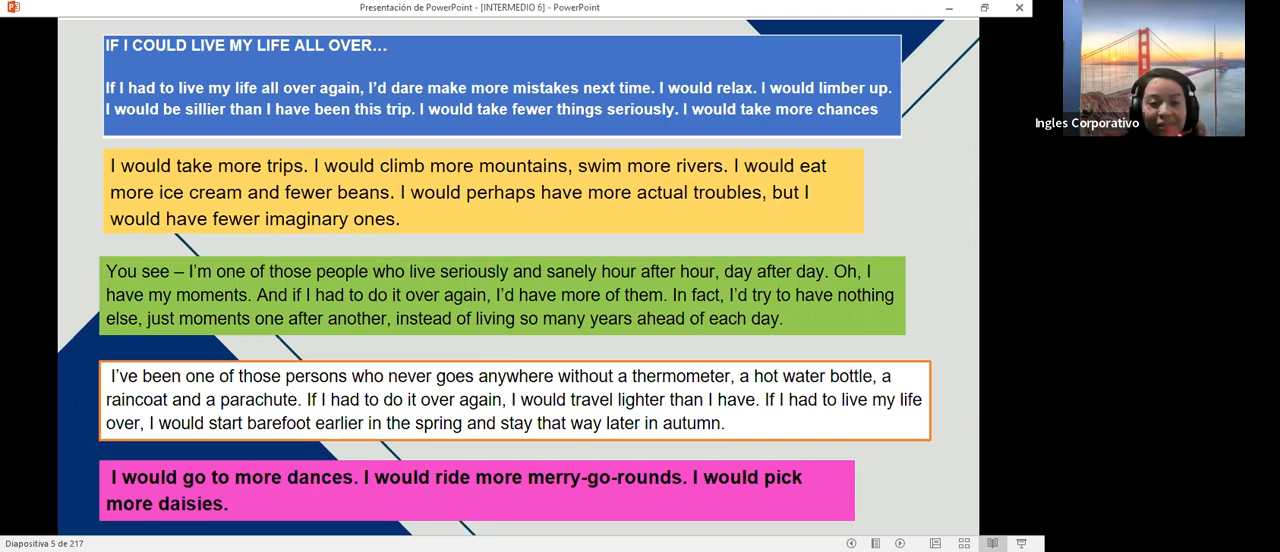 Presentación de PowerPoint - [INTERMEDIO 6] - PowerPoint
IF I COULD LIVE MY LIFE ALL OVER…
If I had to live my life all over again, I’d dare make more mistakes next time. I would relax. I would limber up.
I would be sillier than I have been this trip. I would take fewer things seriously. I would take more chances
I would take more trips. I would climb more mountains, swim more rivers. I would eat
more ice cream and fewer beans. I would perhaps have more actual troubles, but I
would have fewer imaginary ones.
You see – I’m one of those people who live seriously and sanely hour after hour, day after day. Oh, I
have my moments. And if I had to do it over again, I’d have more of them. In fact, I’d try to have nothing
else, just moments one after another, instead of living so many years ahead of each day.
I’ve been one of those persons who never goes anywhere without a thermometer, a hot water bottle, a
raincoat and a parachute. If I had to do it over again, I would travel lighter than I have. If I had to live my life
over, I would start barefoot earlier in the spring and stay that way later in autumn.
I would go to more dances. I would ride more merry-go-rounds. I would pick
more daisies.
Ingles Corporativo
Diapositiva 5 de 217